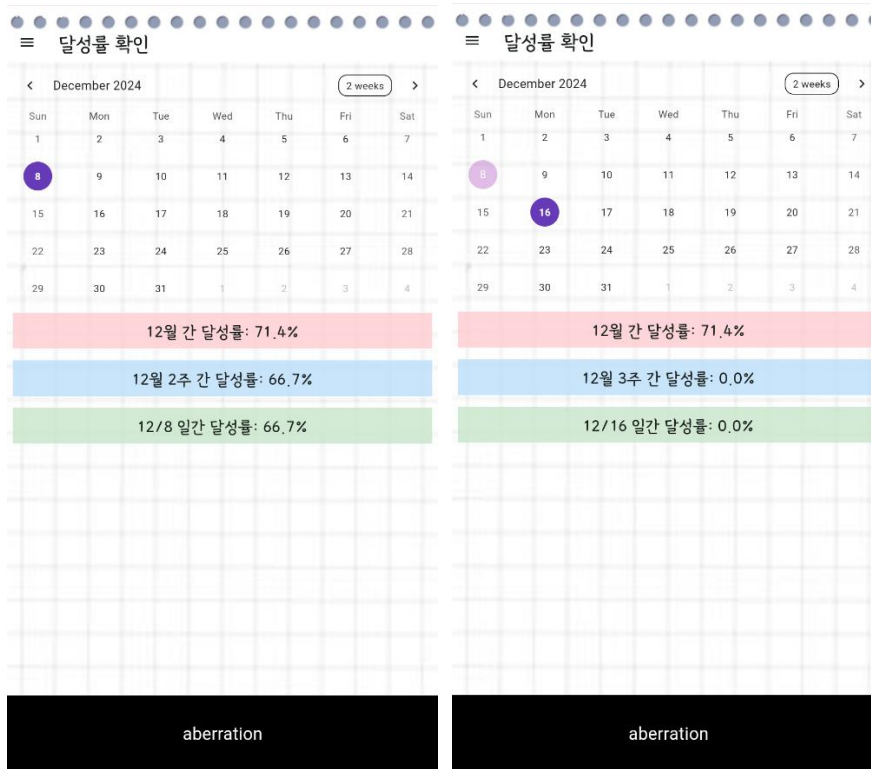 달성률 확인
December 2024
2 weeks
Sun Mon Tue Wed Thu Fri Sat
1 2 3 4 5 6 7
8 9 10 11 12 13 14
15 16 17 18 19 20 21
22 23 24 25 26 27 28
29 30 31 1 2 3 4
12월 간 달성률: 71.4%
12월 2주 간 달성률: 66.7%
12/8 일간 달성률: 66.7%
aberration
달성률 확인
December 2024
2 weeks
Sun Mon Tue Wed Thu Fri Sat
1 2 3 4 5 6 7
8 9 10 11 12 13 14
15 16 17 18 19 20 21
22 23 24 25 26 27 28
29 30 31 1 2 3 4
12월 간 달성률: 71.4%
12월 3주 간 달성률: 0.0%
12/16 일간 달성률: 0.0%
aberration